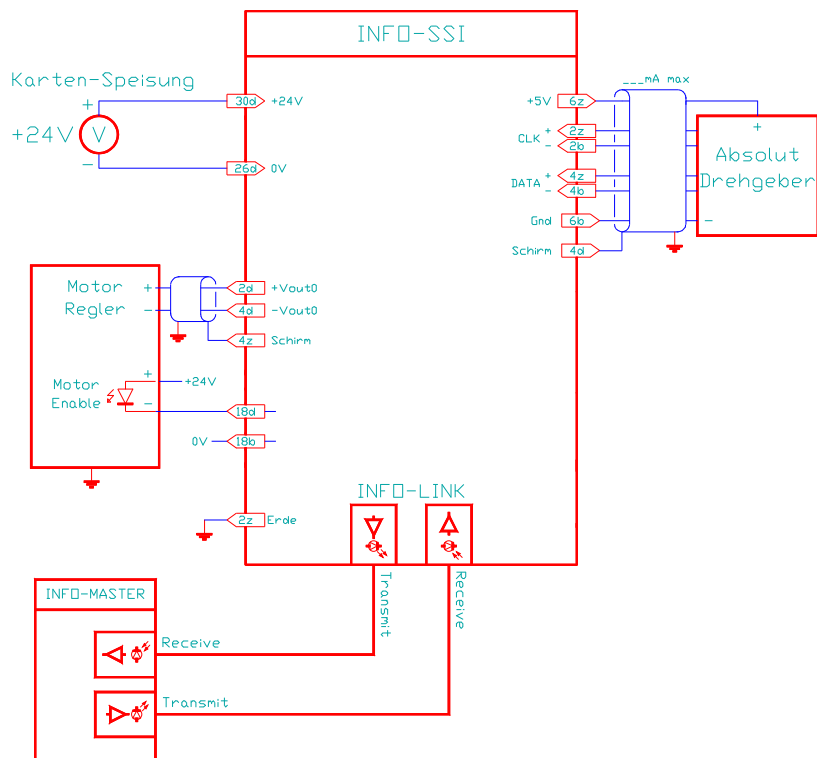 INFO-SSI
Karten-Speisung
+
+24V
V
-
30d +24V
26d 0V
___mA max
+5V 6z
CLK + 2z
- 2b
DATA + 4z
- 4b
Gnd 6b
Schirm 4d
+
Absolut
Drehgeber
-
Motor
Regler
+
-
2d +Vout0
4d -Vout0
4z Schirm
Motor
Enable
+
-
+24V
18d
0V 18b
2z Erde
INFO-LINK
Transmit
Receive
INFO-MASTER
Receive
Transmit